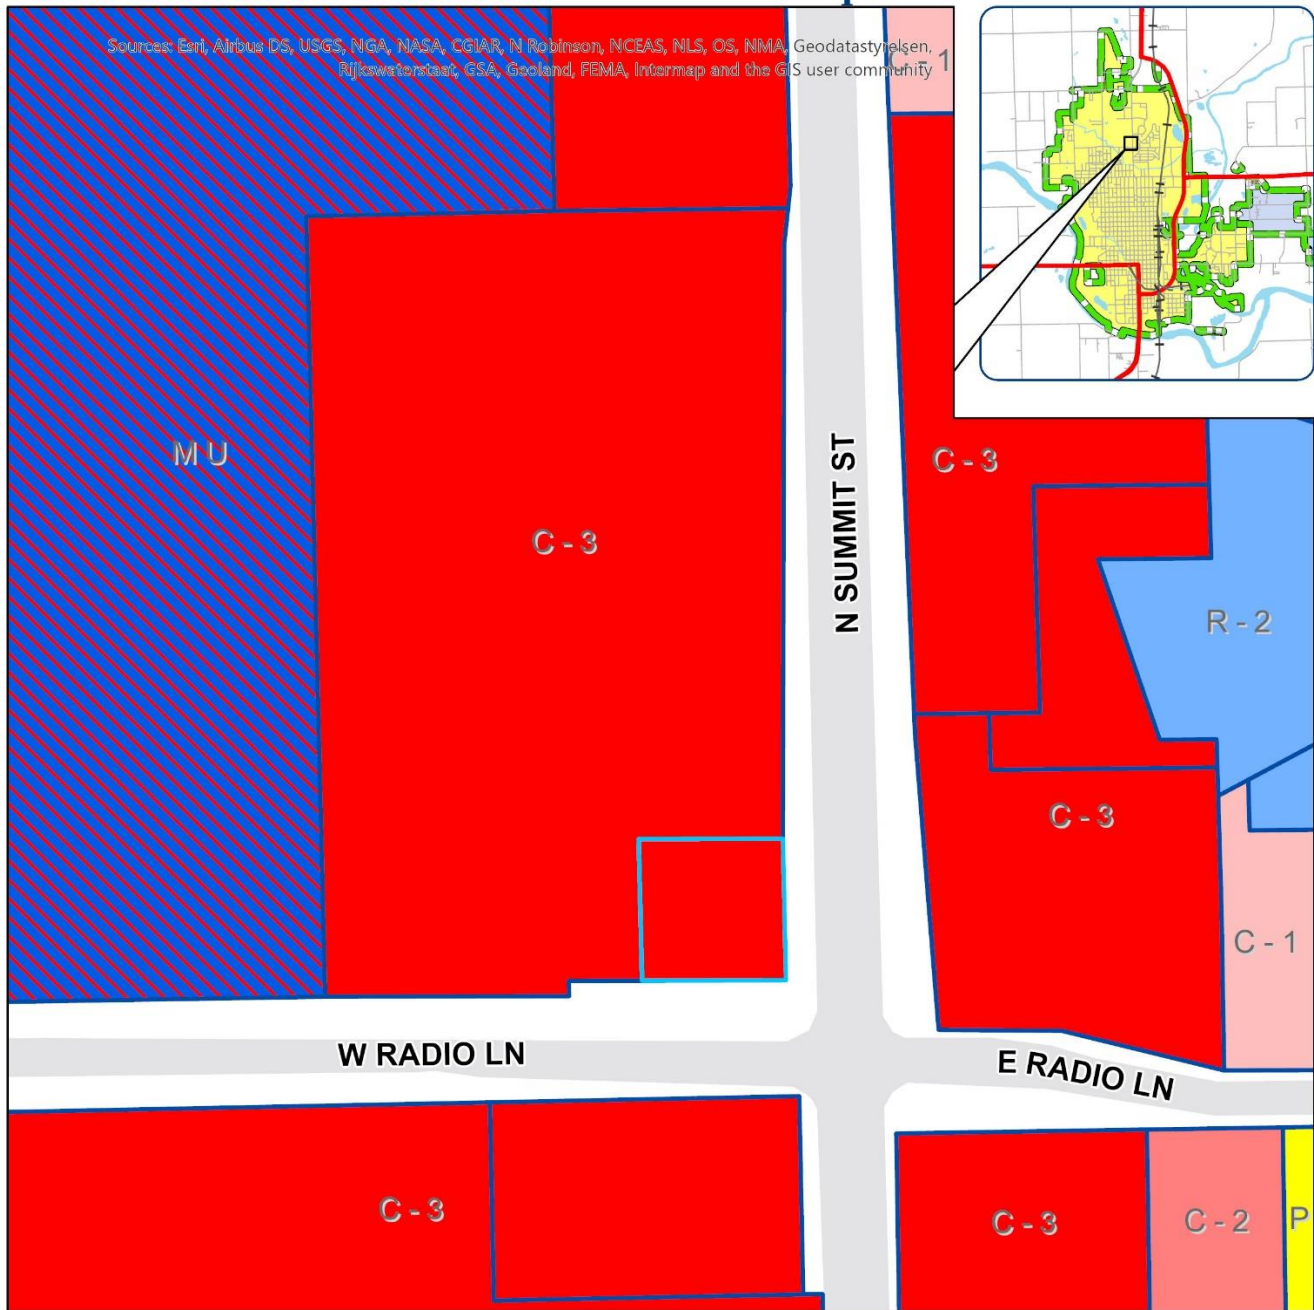 Sources: Esri, Airbus DS, USGS, NGA, NASA, CGIAR, N Robinson, NCEAS, NLS, OS, NMA, Geodatastyrelsen,
Rijkswaterstaat, GSA, Geoland, FEMA, Intermap and the GIS user community
C - 1
M U
C - 3
N SUMMIT ST
C - 3
R - 2
C - 3
C - 1
W RADIO LN
E RADIO LN
C - 3
C - 3
C - 2
P